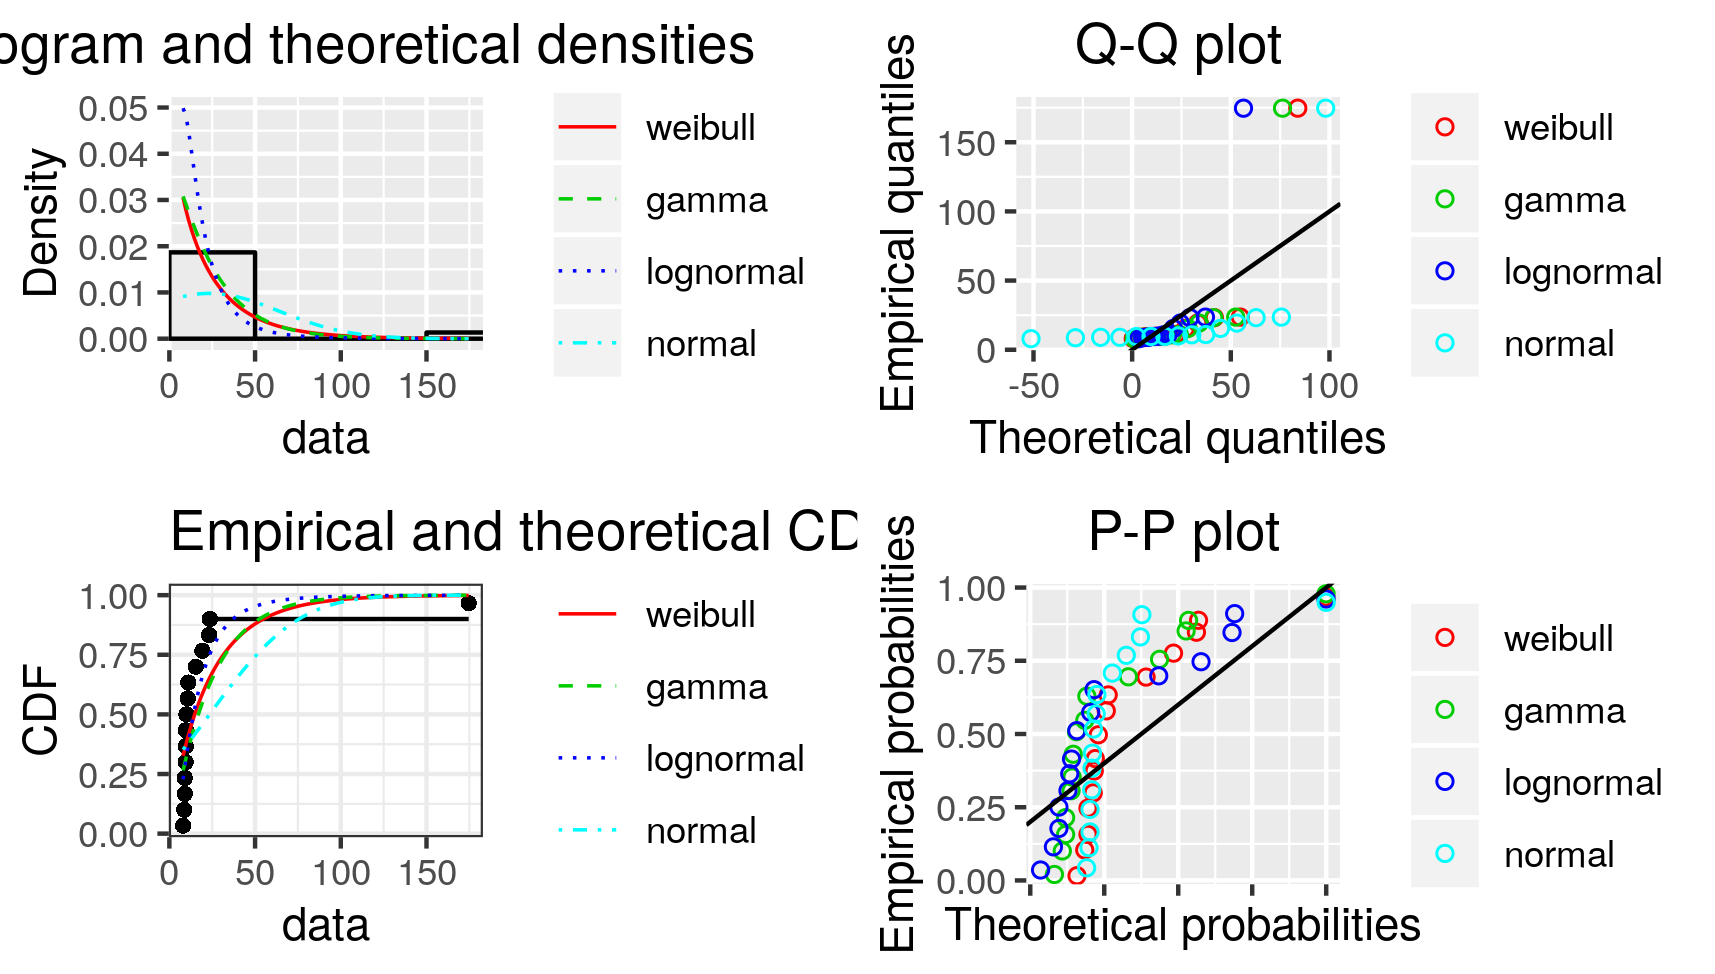 ogram and theoretical densities
Density
0.05
0.04
0.03
0.02
0.01
0.00
0 50 100 150
data
weibull
gamma
lognormal
normal
Q-Q plot
Empirical quantiles
150
100
50
0
-50 0 50 100
Theoretical quantiles
weibull
gamma
lognormal
normal
Empirical and theoretical CD
CDF
1.00
0.75
0.50
0.25
0.00
0 50 100 150
data
weibull
gamma
lognormal
normal
P-P plot
Empirical probabilities
1.00
0.75
0.50
0.25
0.00
Theoretical probabilities
weibull
gamma
lognormal
normal